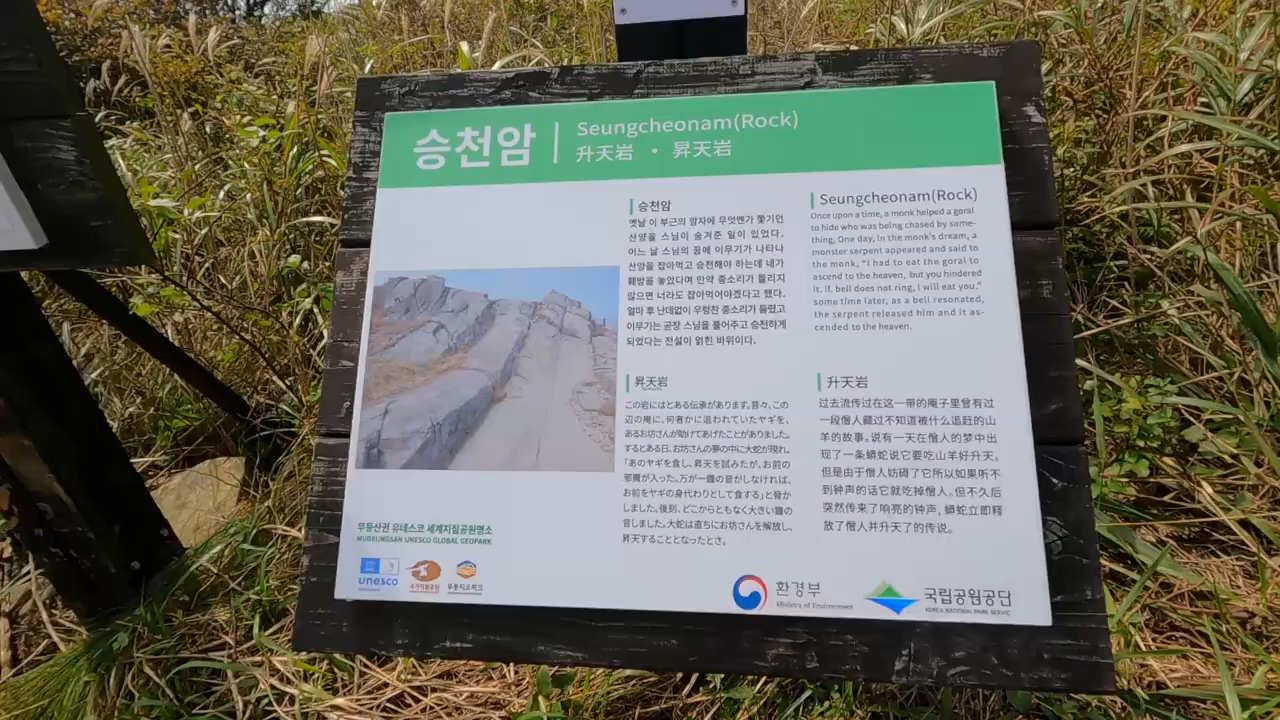 승천암
Seungcheonam(Rock)
升天岩 · 昇天岩
승천암
옛날 이 부근의 암자에 무엇엔가 쫓기던
산양을 스님이 숨겨준 일이 있었다.
어느 날 스님의 꿈에 이무기가 나타나
산양을 잡아먹고 승천해야 하는데 네가
훼방을 놓았다며 만약 종소리가 들리지
않으면 너라도 잡아먹어야겠다고 했다.
얼마 후 난데없이 우렁찬 종소리가 들렸고
이무기는 곧장 스님을 풀어주고 승천하게
되었다는 전설이 얽힌 바위이다.
Seungcheonam(Rock)
Once upon a time, a monk helped a goral
to hide who was being chased by some-
thing, One day, in the monk's dream, a
monster serpent appeared and said to
the monk, "I had to eat the goral to
ascend to the heaven, but you hindered
it. if. bell does not ring, I will eat you."
some time later, as a bell resonated,
the serpent released him and it as-
cended to the heaven.
昇天岩
この岩にはとある伝承があります。昔々、この
辺の庵に、何者かに追われていたヤギを、
あるお坊さんが助けてあげたことがありました。
するとある日、お坊さんの夢の中に大蛇が現れ、
「あのヤギを食し、昇天を試みたが、お前の
邪魔が入った。万が一鐘の音がしなければ、
お前をヤギの身代わりとして食する」と脅か
しました。後刻、どこからともなく大きい鐘の
音しました。大蛇は直ちにお坊さんを解放し、
昇天することとなったとさ。
升天岩
过去流传过在这一带的庵子里曾有过
一段僧人藏过不知道被什么追赶的山
羊的故事。说有一天在僧人的梦中出
现了一条蟒蛇说它要吃山羊好升天,
但是由于僧人妨碍了它所以如果听不
到钟声的话它就吃掉僧人。但不久后
突然传来了响亮的钟声, 蟒蛇立即释
放了僧人并升天了的传说。
무등산권 유네스코 세계지질공원명소
MUDEUNGSAN UNESCO GLOBAL GEOPARK
unesco
국가지질공원
무등지오파크
환경부
Ministry of Environment
국립공원공단
KOREA NATIONAL PARK SERVICE